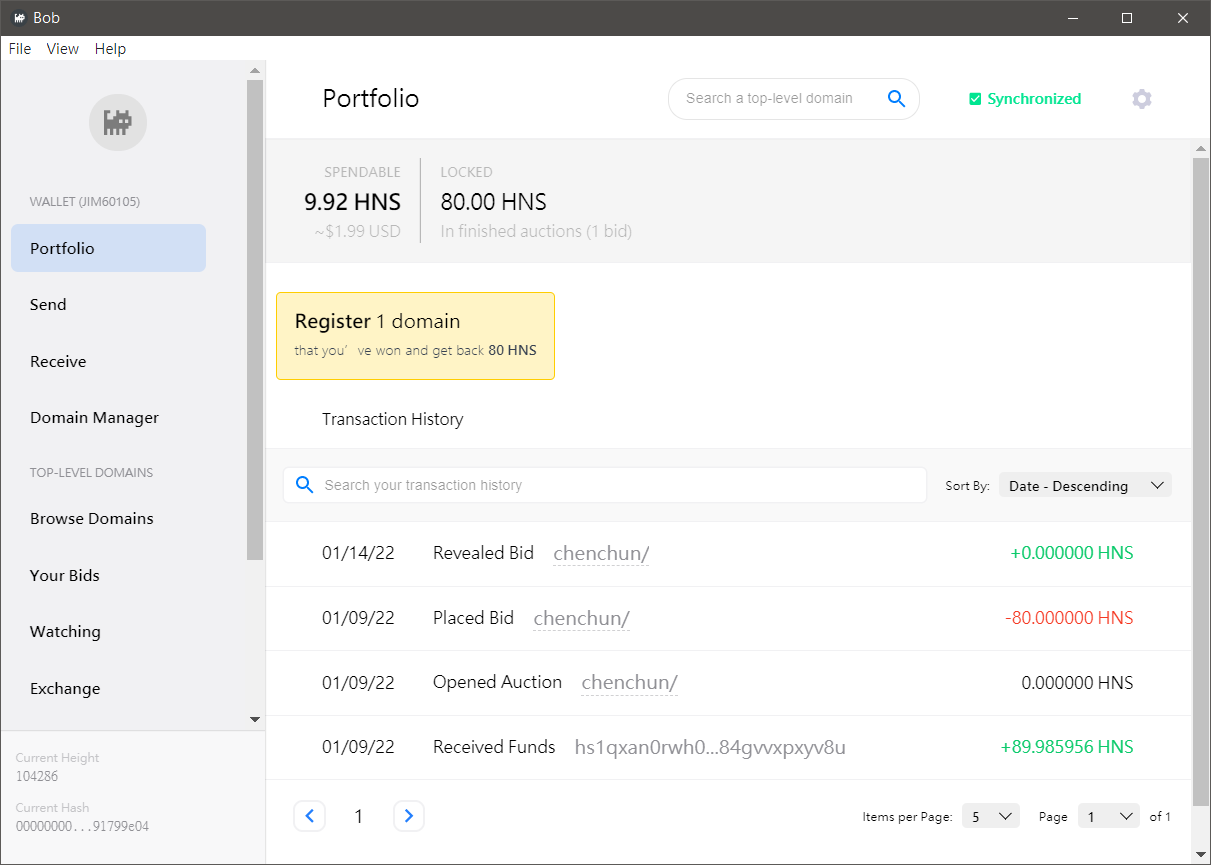 Bob
File View Help
Portfolio
Search a top-level domain
Synchronized
WALLET (JIM60105)
Portfolio
Send
Receive
Domain Manager
TOP-LEVEL DOMAINS
Browse Domains
Your Bids
Watching
Exchange
Current Height
104286
Current Hash
00000000...91799e04
SPENDABLE
9.92 HNS
~$1.99 USD
LOCKED
80.00 HNS
In finished auctions (1 bid)
Register 1 domain
that you’ve won and get back 80 HNS
Transaction History
Search your transaction history
Sort By: Date - Descending
01/14/22 Revealed Bid chenchun/ +0.000000 HNS
01/09/22 Placed Bid chenchun/ -80.000000 HNS
01/09/22 Opened Auction chenchun/ 0.000000 HNS
01/09/22 Received Funds hs1qxan0rwh0...84gvvxpxyv8u +89.985956 HNS
1
Items per Page: 5 Page 1 of 1